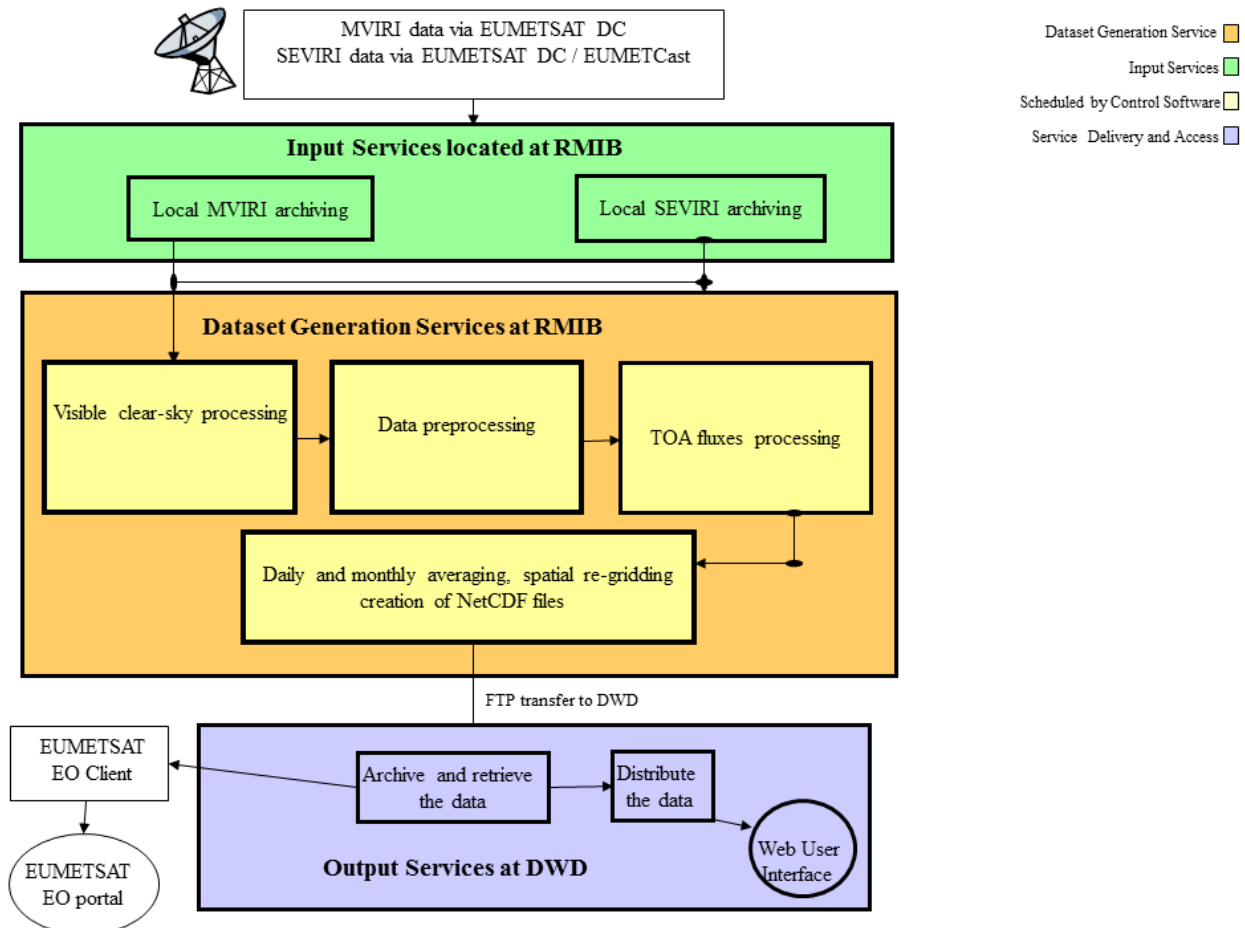 MVIRI data via EUMETSAT DC
SEVIRI data via EUMETSAT DC / EUMETCast
Dataset Generation Service
Input Services
Scheduled by Control Software
Service Delivery and Access
Input Services located at RMIB
Local MVIRI archiving
Local SEVIRI archiving
Dataset Generation Services at RMIB
Visible clear-sky processing
Data preprocessing
TOA fluxes processing
Daily and monthly averaging, spatial re-gridding
creation of NetCDF files
FTP transfer to DWD
EUMETSAT
EO Client
Archive and retrieve
the data
Distribute
the data
Web User
Interface
Output Services at DWD
EUMETSAT
EO portal